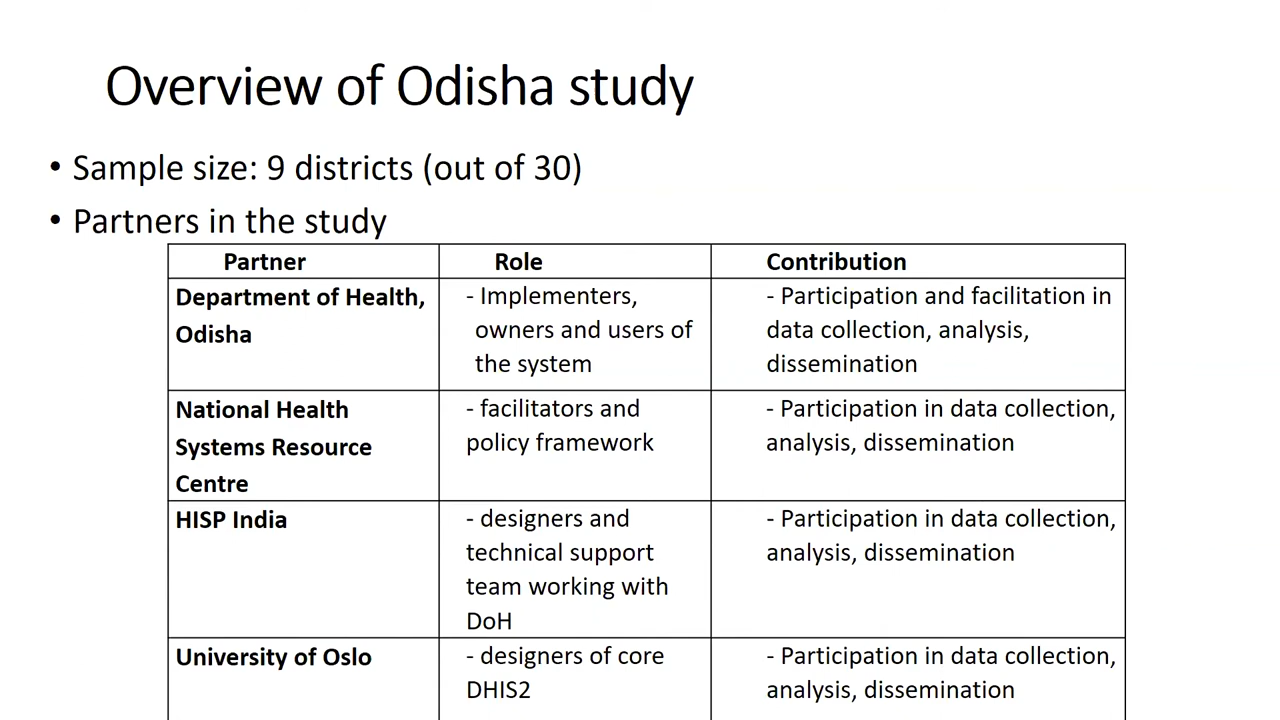 Overview of Odisha study
• Sample size: 9 districts (out of 30)
• Partners in the study
Partner
Role
Contribution
Department of Health,
Odisha
- Implementers,
owners and users of
the system
- Participation and facilitation in
data collection, analysis,
dissemination
National Health
Systems Resource
Centre
- facilitators and
policy framework
- Participation in data collection,
analysis, dissemination
HISP India
- designers and
technical support
team working with
DoH
- Participation in data collection,
analysis, dissemination
University of Oslo
- designers of core
DHIS2
- Participation in data collection,
analysis, dissemination